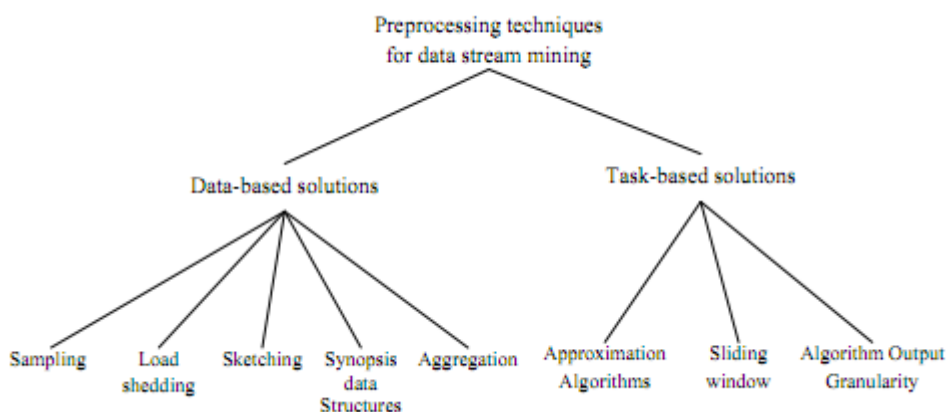 Preprocessing techniques
for data stream mining
Data-based solutions
Task-based solutions
Sampling
Load
shedding
Sketching
Synopsis
data
Structures
Aggregation
Approximation
Algorithms
Sliding
window
Algorithm Output
Granularity